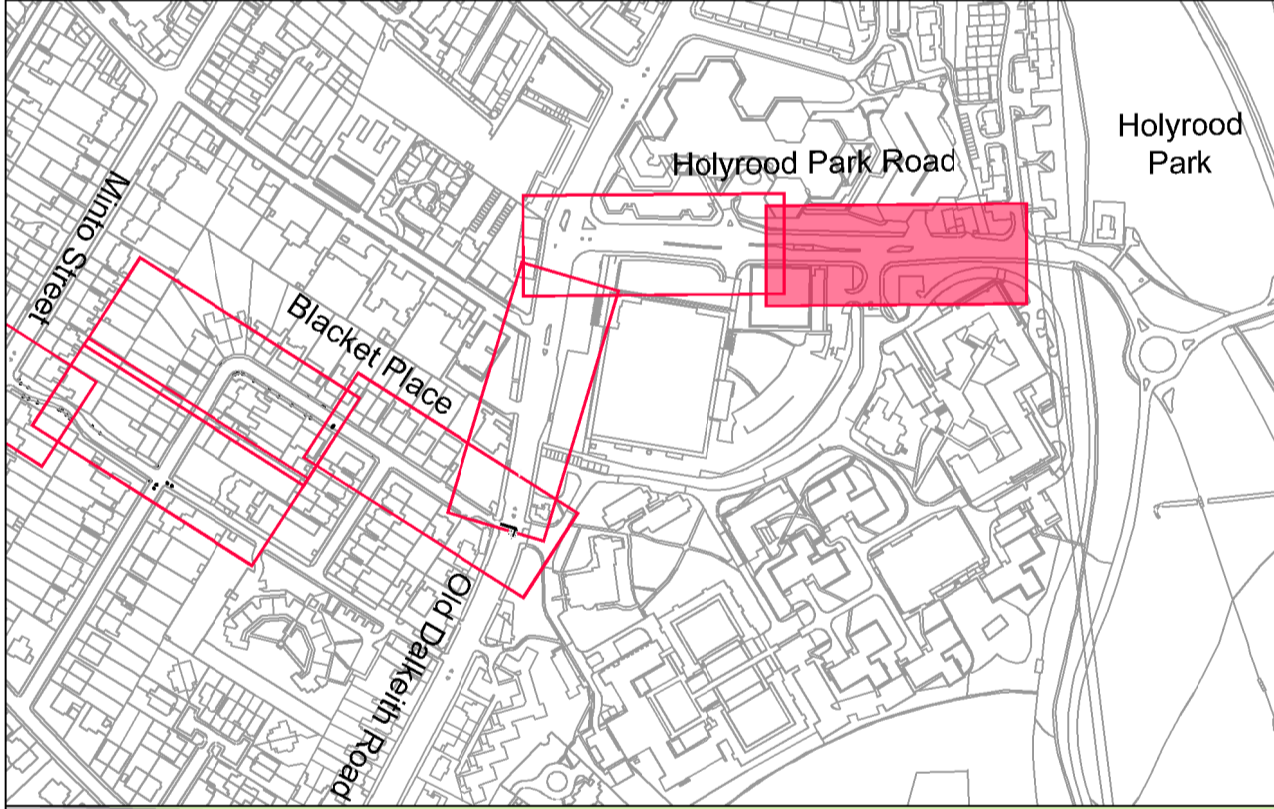 Holyrood
Park
Holyrood Park Road
Minto Street
Blacket Place
Old Dalkeith Road